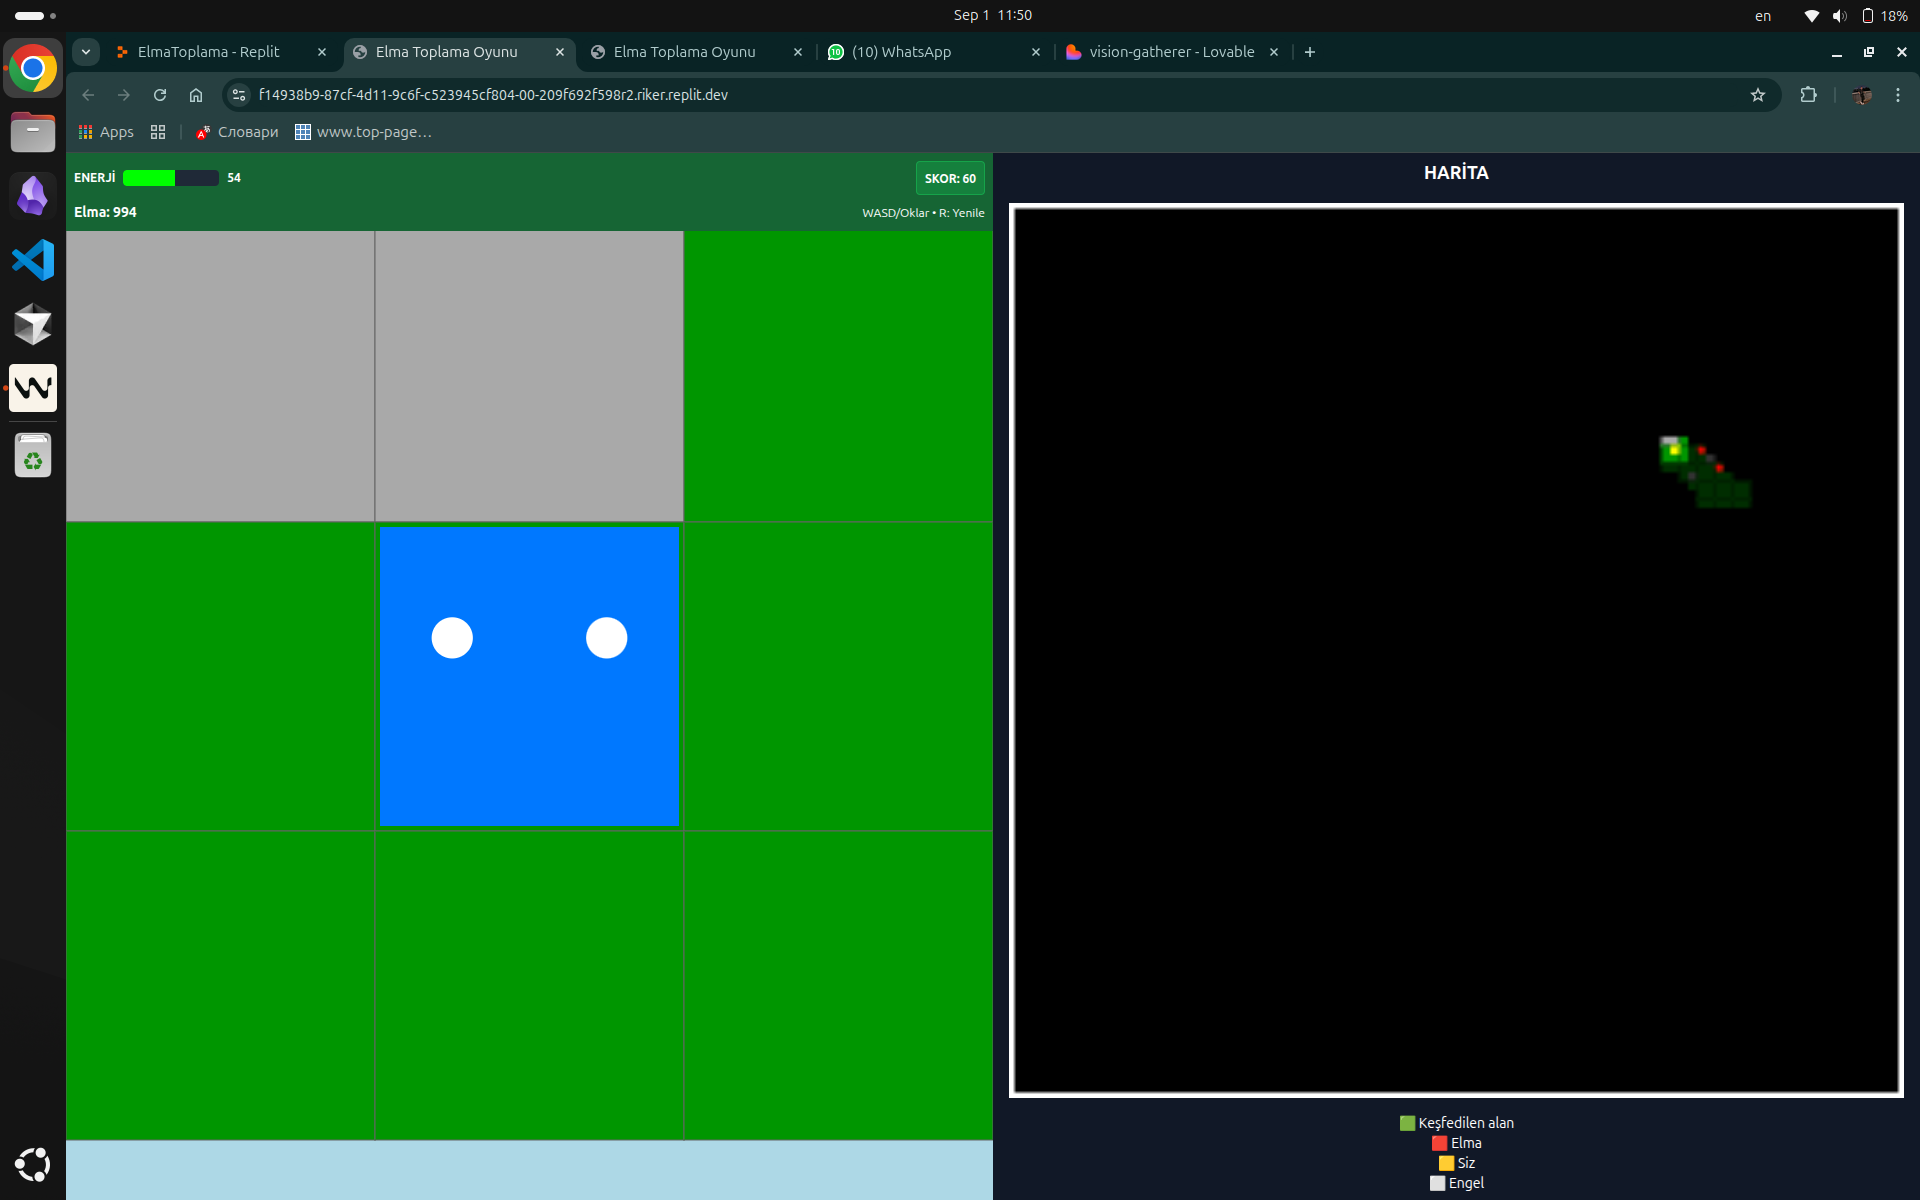 Sep 1 11:50
en
18%
ElmaToplama - Replit
Elma Toplama Oyunu
Elma Toplama Oyunu
(10) WhatsApp
vision-gatherer - Lovable
f14938b9-87cf-4d11-9c6f-c523945cf804-00-209f692f598r2.riker.replit.dev
Apps
Словари
www.top-page…
ENERJİ 54
SKOR: 60
Elma: 994
WASD/Oklar • R: Yenile
HARİTA
Keşfedilen alan
Elma
Siz
Engel